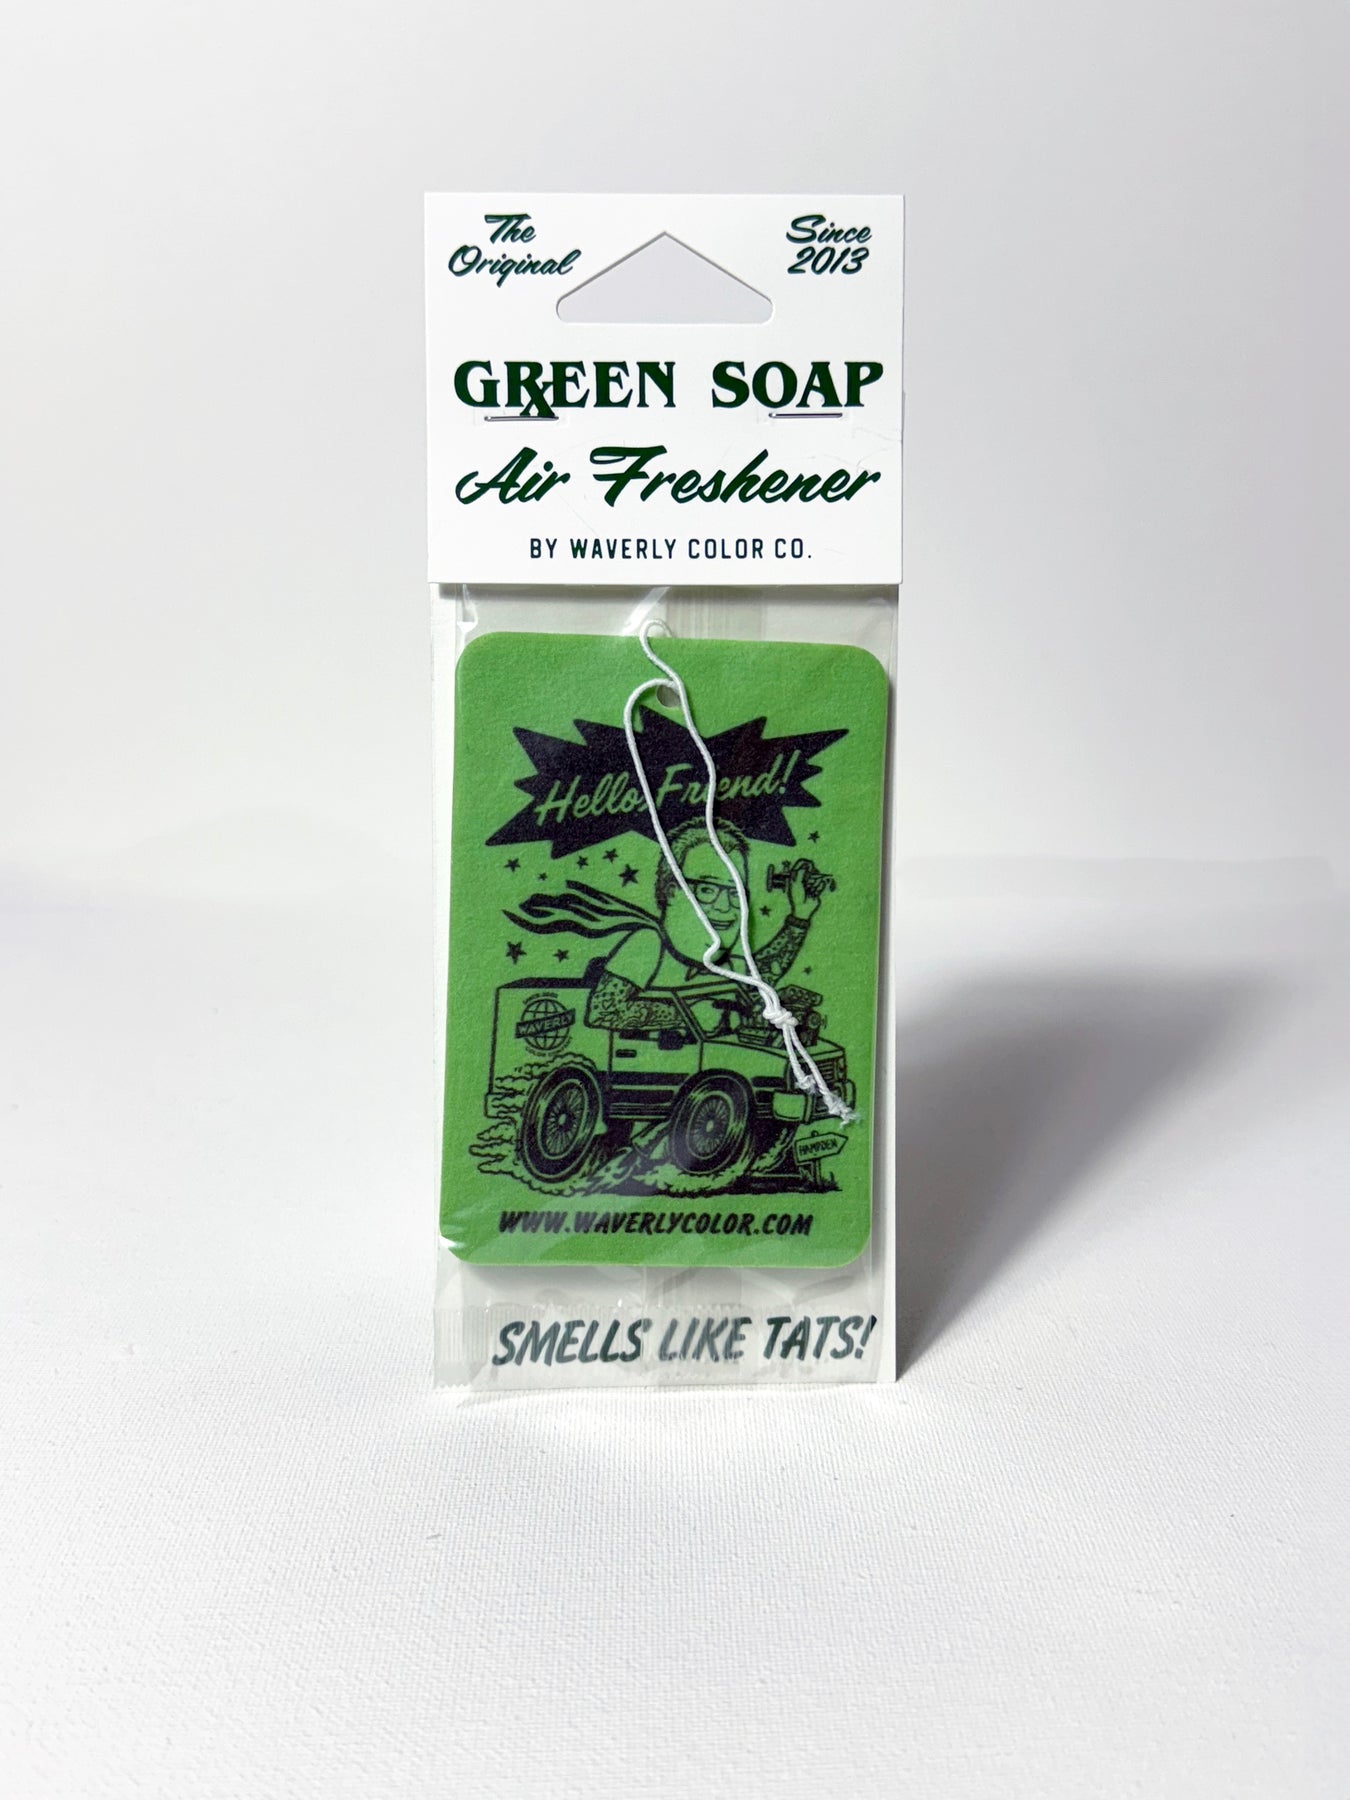 The
Original
Since
2013
GRxEEN SOAP
Air Freshener
BY WAVERLY COLOR CO.
Hello, Friend!
WAVERLY
HAMPDEN
WWW.WAVERLYCOLOR.COM
SMELLS LIKE TATS!